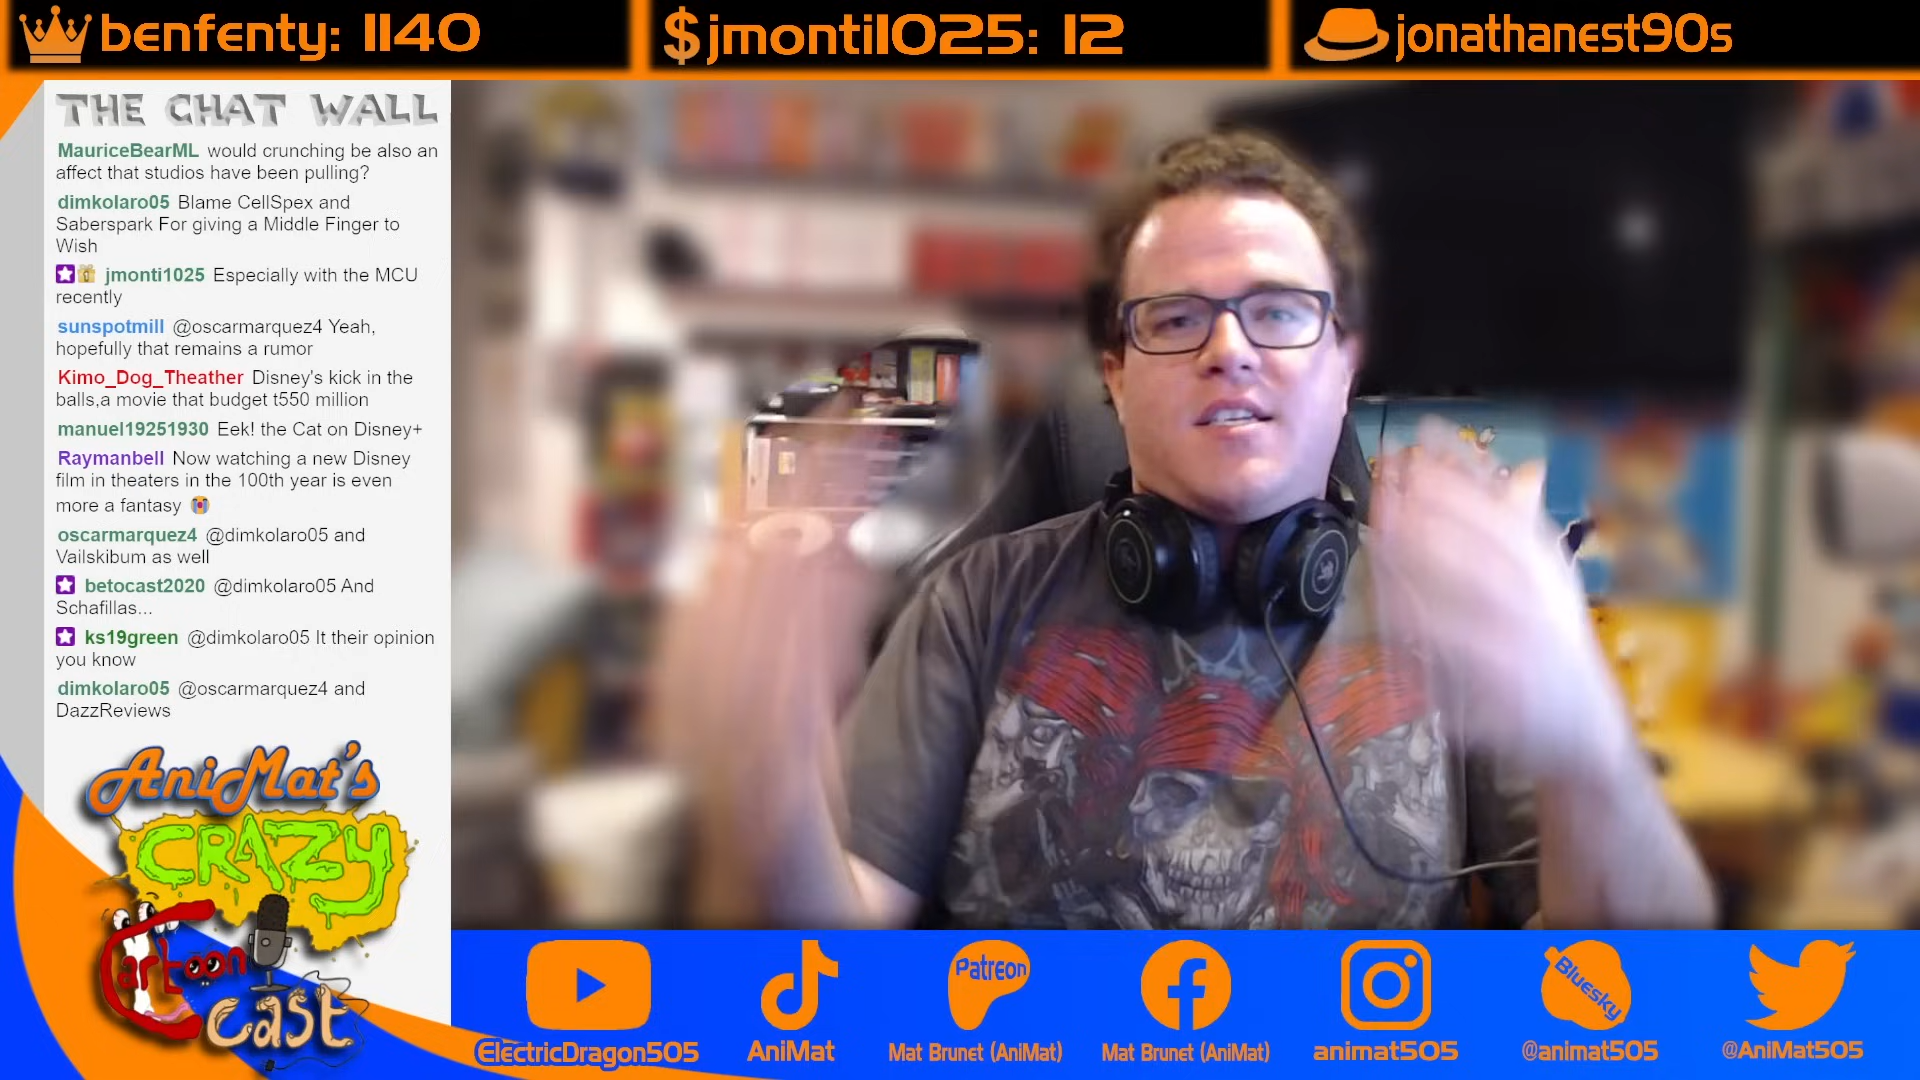 benfenty: 1140
$jmonti1025: 12
jonathanest90s
THE CHAT WALL
MauriceBearML would crunching be also an
affect that studios have been pulling?
dimkolaro05 Blame CellSpex and
Saberspark For giving a Middle Finger to
Wish
jmonti1025 Especially with the MCU
recently
sunspotmill @oscarmarquez4 Yeah,
hopefully that remains a rumor
Kimo_Dog_Theather Disney's kick in the
balls,a movie that budget t550 million
manuel19251930 Eek! the Cat on Disney+
Raymanbell Now watching a new Disney
film in theaters in the 100th year is even
more a fantasy 😭
oscarmarquez4 @dimkolaro05 and
Vailskibum as well
betocast2020 @dimkolaro05 And
Schafillas...
ks19green @dimkolaro05 It their opinion
you know
dimkolaro05 @oscarmarquez4 and
DazzReviews
AniMat's
CRAZY
Cartoon
Cast
Patreon
Bluesky
ElectricDragon505
AniMat
Mat Brunet (AniMat)
Mat Brunet (AniMat)
animat505
@animat505
@AniMat505